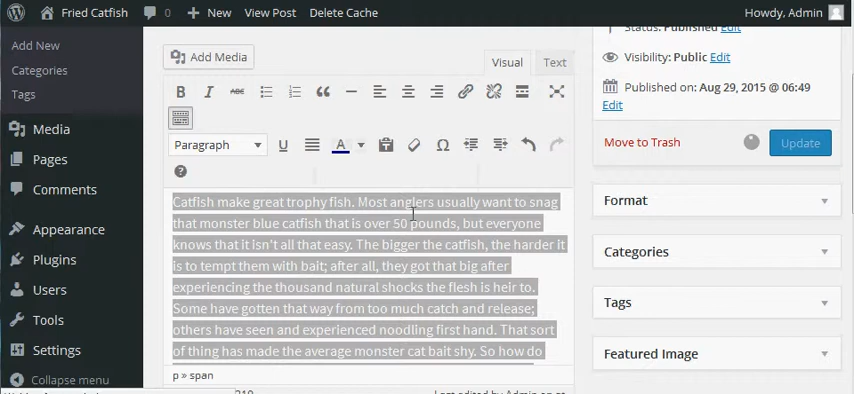 Fried Catfish 0 + New View Post Delete Cache Howdy, Admin
Add New
Categories
Tags
Media
Pages
Comments
Appearance
Plugins
Users
Tools
Settings
Collapse menu
Add Media
Visual Text
B I ABC
Paragraph U A Ω
Catfish make great trophy fish. Most anglers usually want to snag
that monster blue catfish that is over 50 pounds, but everyone
knows that it isn't all that easy. The bigger the catfish, the harder it
is to tempt them with bait; after all, they got that big after
experiencing the thousand natural shocks the flesh is heir to.
Some have gotten that way from too much catch and release;
others have seen and experienced noodling first hand. That sort
of thing has made the average monster cat bait shy. So how do
p » span
Status: Published Edit
Visibility: Public Edit
Published on: Aug 29, 2015 @ 06:49
Edit
Move to Trash Update
Format
Categories
Tags
Featured Image